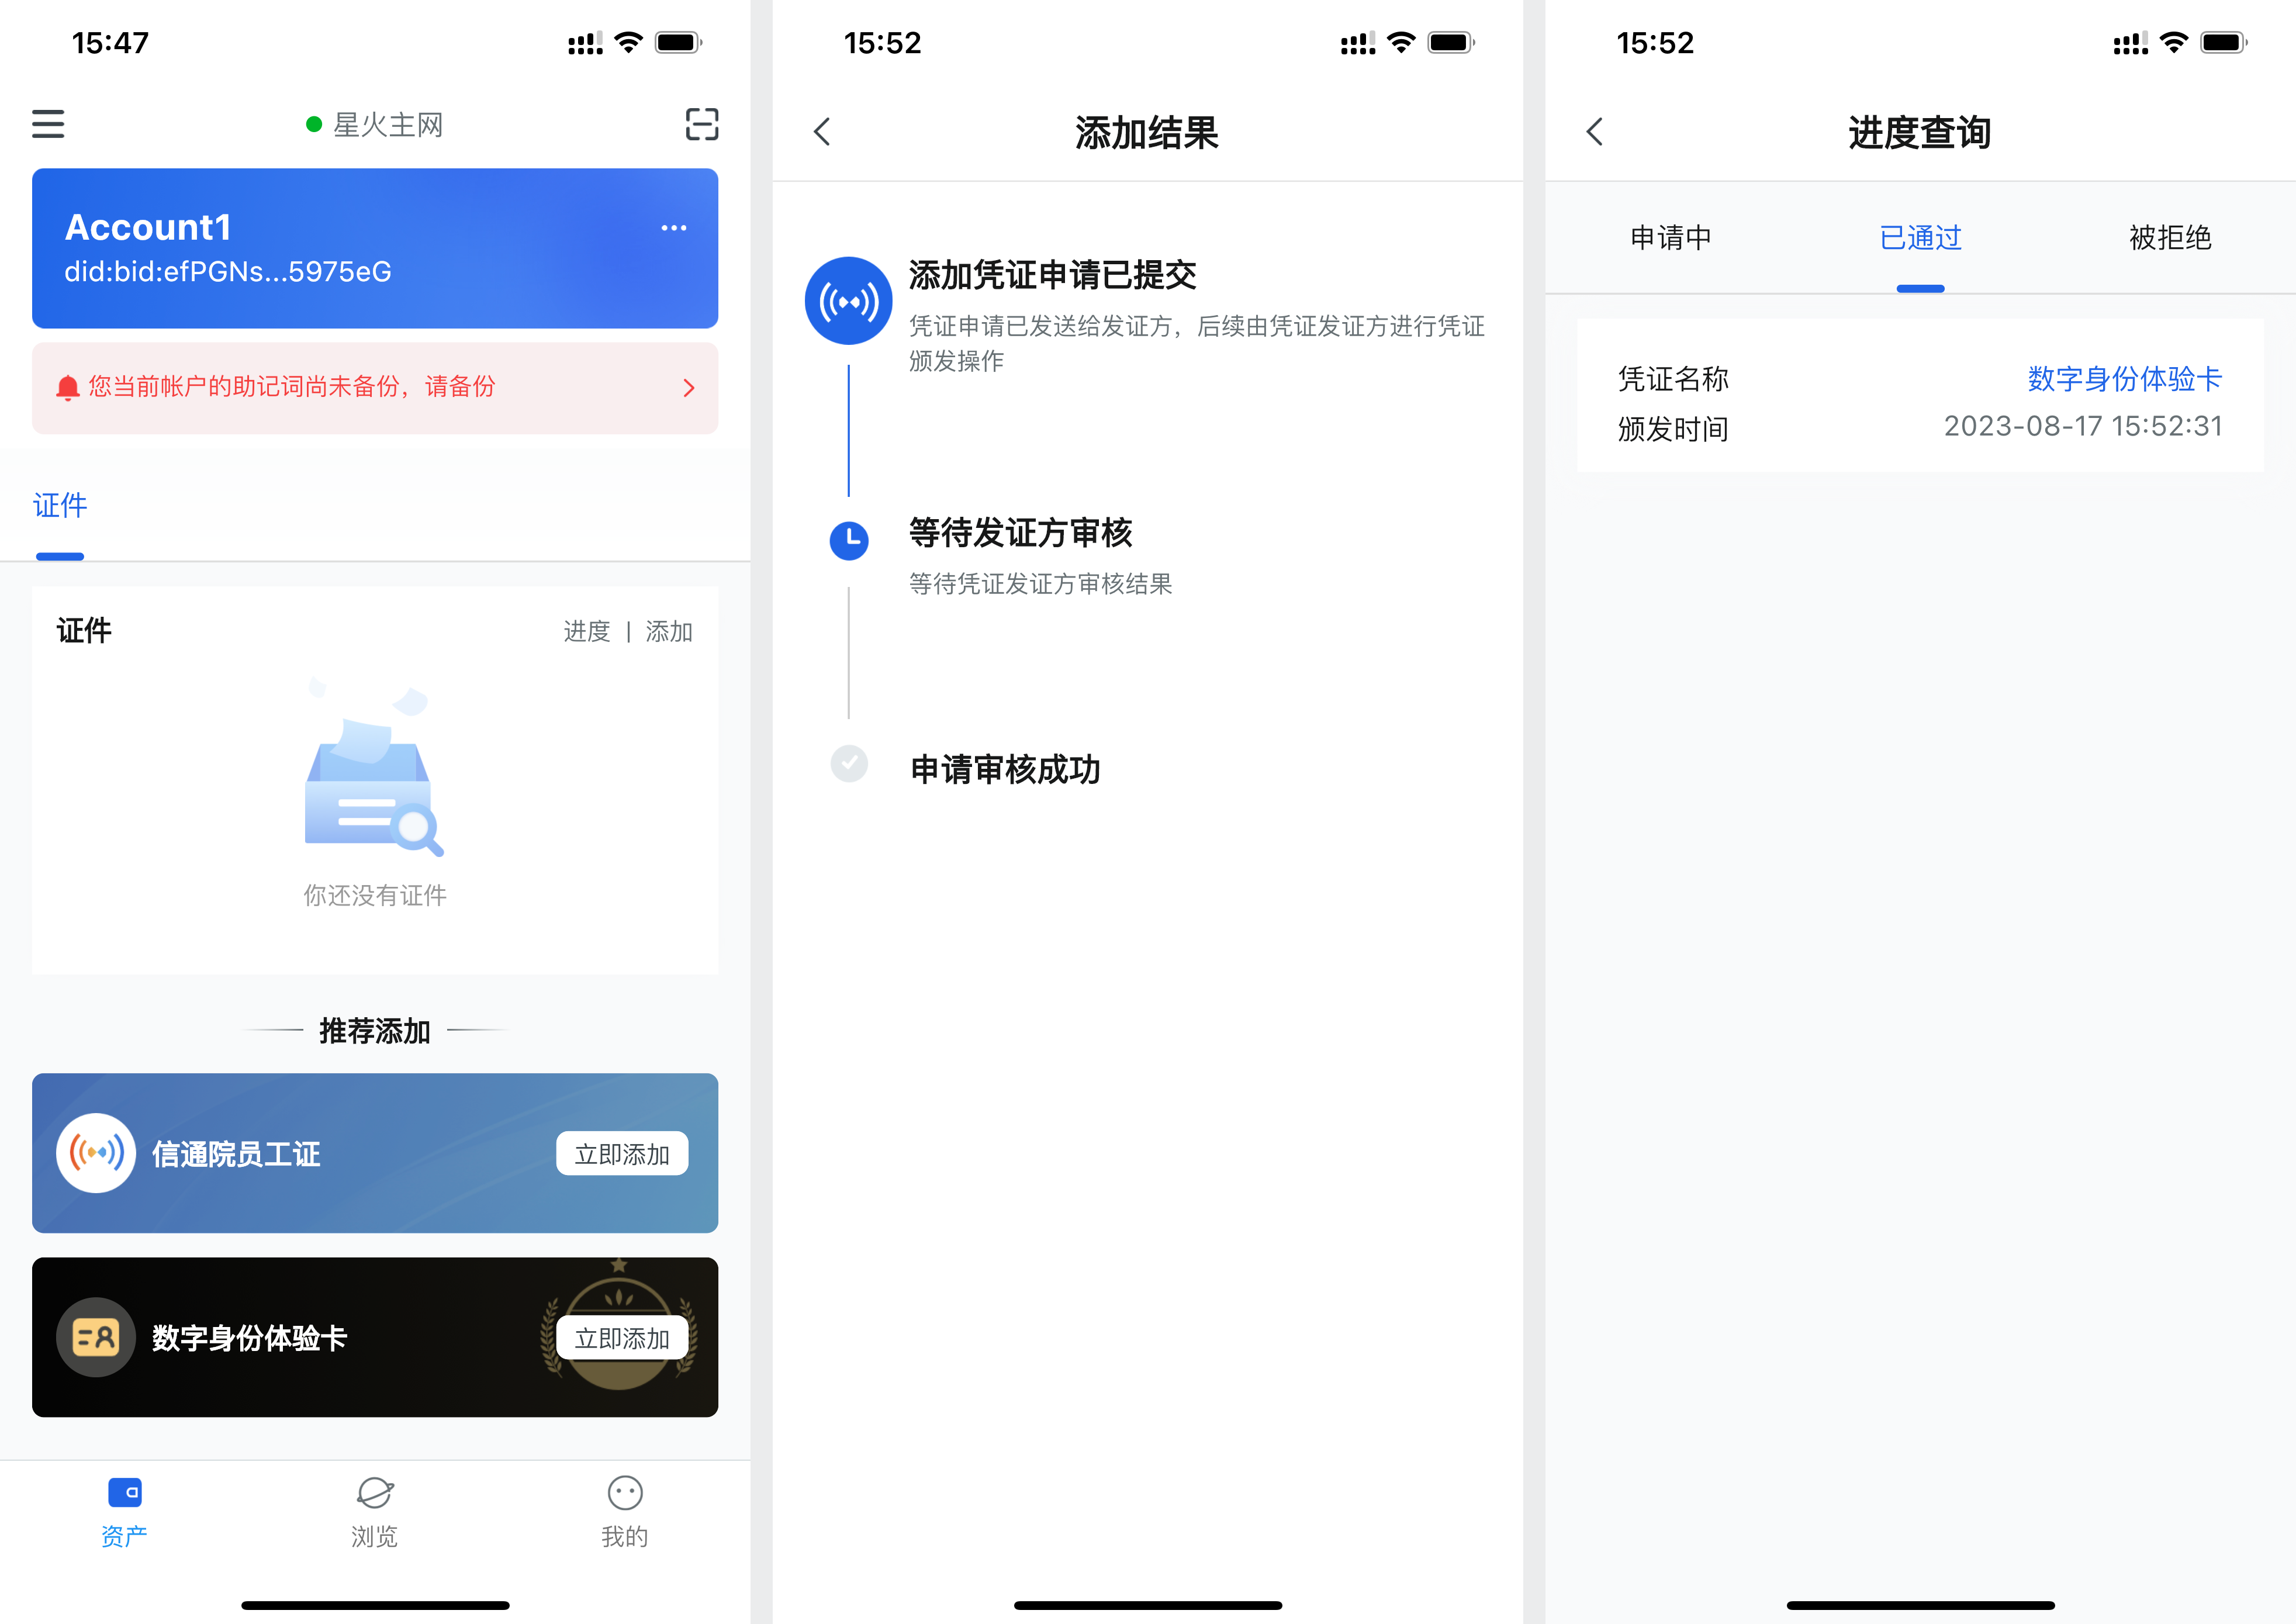 15:47
星火主网
Account1
did:bid:efPGNs...5975eG
您当前帐户的助记词尚未备份，请备份
证件
证件
进度 | 添加
你还没有证件
推荐添加
信通院员工证
立即添加
数字身份体验卡
立即添加
资产
浏览
我的
15:52
添加结果
添加凭证申请已提交
凭证申请已发送给发证方，后续由凭证发证方进行凭证
颁发操作
等待发证方审核
等待凭证发证方审核结果
申请审核成功
15:52
进度查询
申请中
已通过
被拒绝
凭证名称
数字身份体验卡
颁发时间
2023-08-17 15:52:31